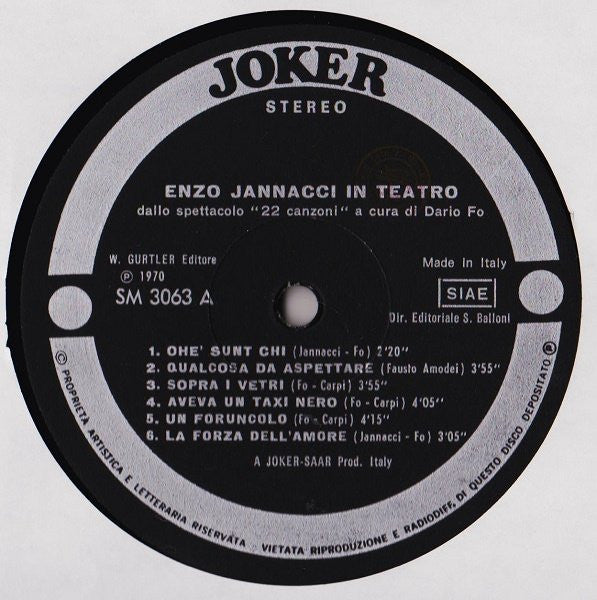 JOKER
STEREO
ENZO JANNACCI IN TEATRO
dallo spettacolo "22 canzoni" a cura di Dario Fo
W. GURTLER Editore
℗ 1970
SM 3063 A
Made in Italy
SIAE
Dir. Editoriale S. Balloni
1. OHE' SUNT CHI (Jannacci - Fo) 2'20"
2. QUALCOSA DA ASPETTARE (Fausto Amodei) 3'55"
3. SOPRA I VETRI (Fo - Carpi) 3'55"
4. AVEVA UN TAXI NERO (Fo - Carpi) 4'05"
5. UN FORUNCOLO (Fo - Carpi) 4'15"
6. LA FORZA DELL'AMORE (Jannacci - Fo) 3'05"
A JOKER-SAAR Prod. Italy
© PROPRIETÀ ARTISTICA E LETTERARIA RISERVATA - VIETATA RIPRODUZIONE E RADIODIFF. DI QUESTO DISCO DEPOSITATO ®